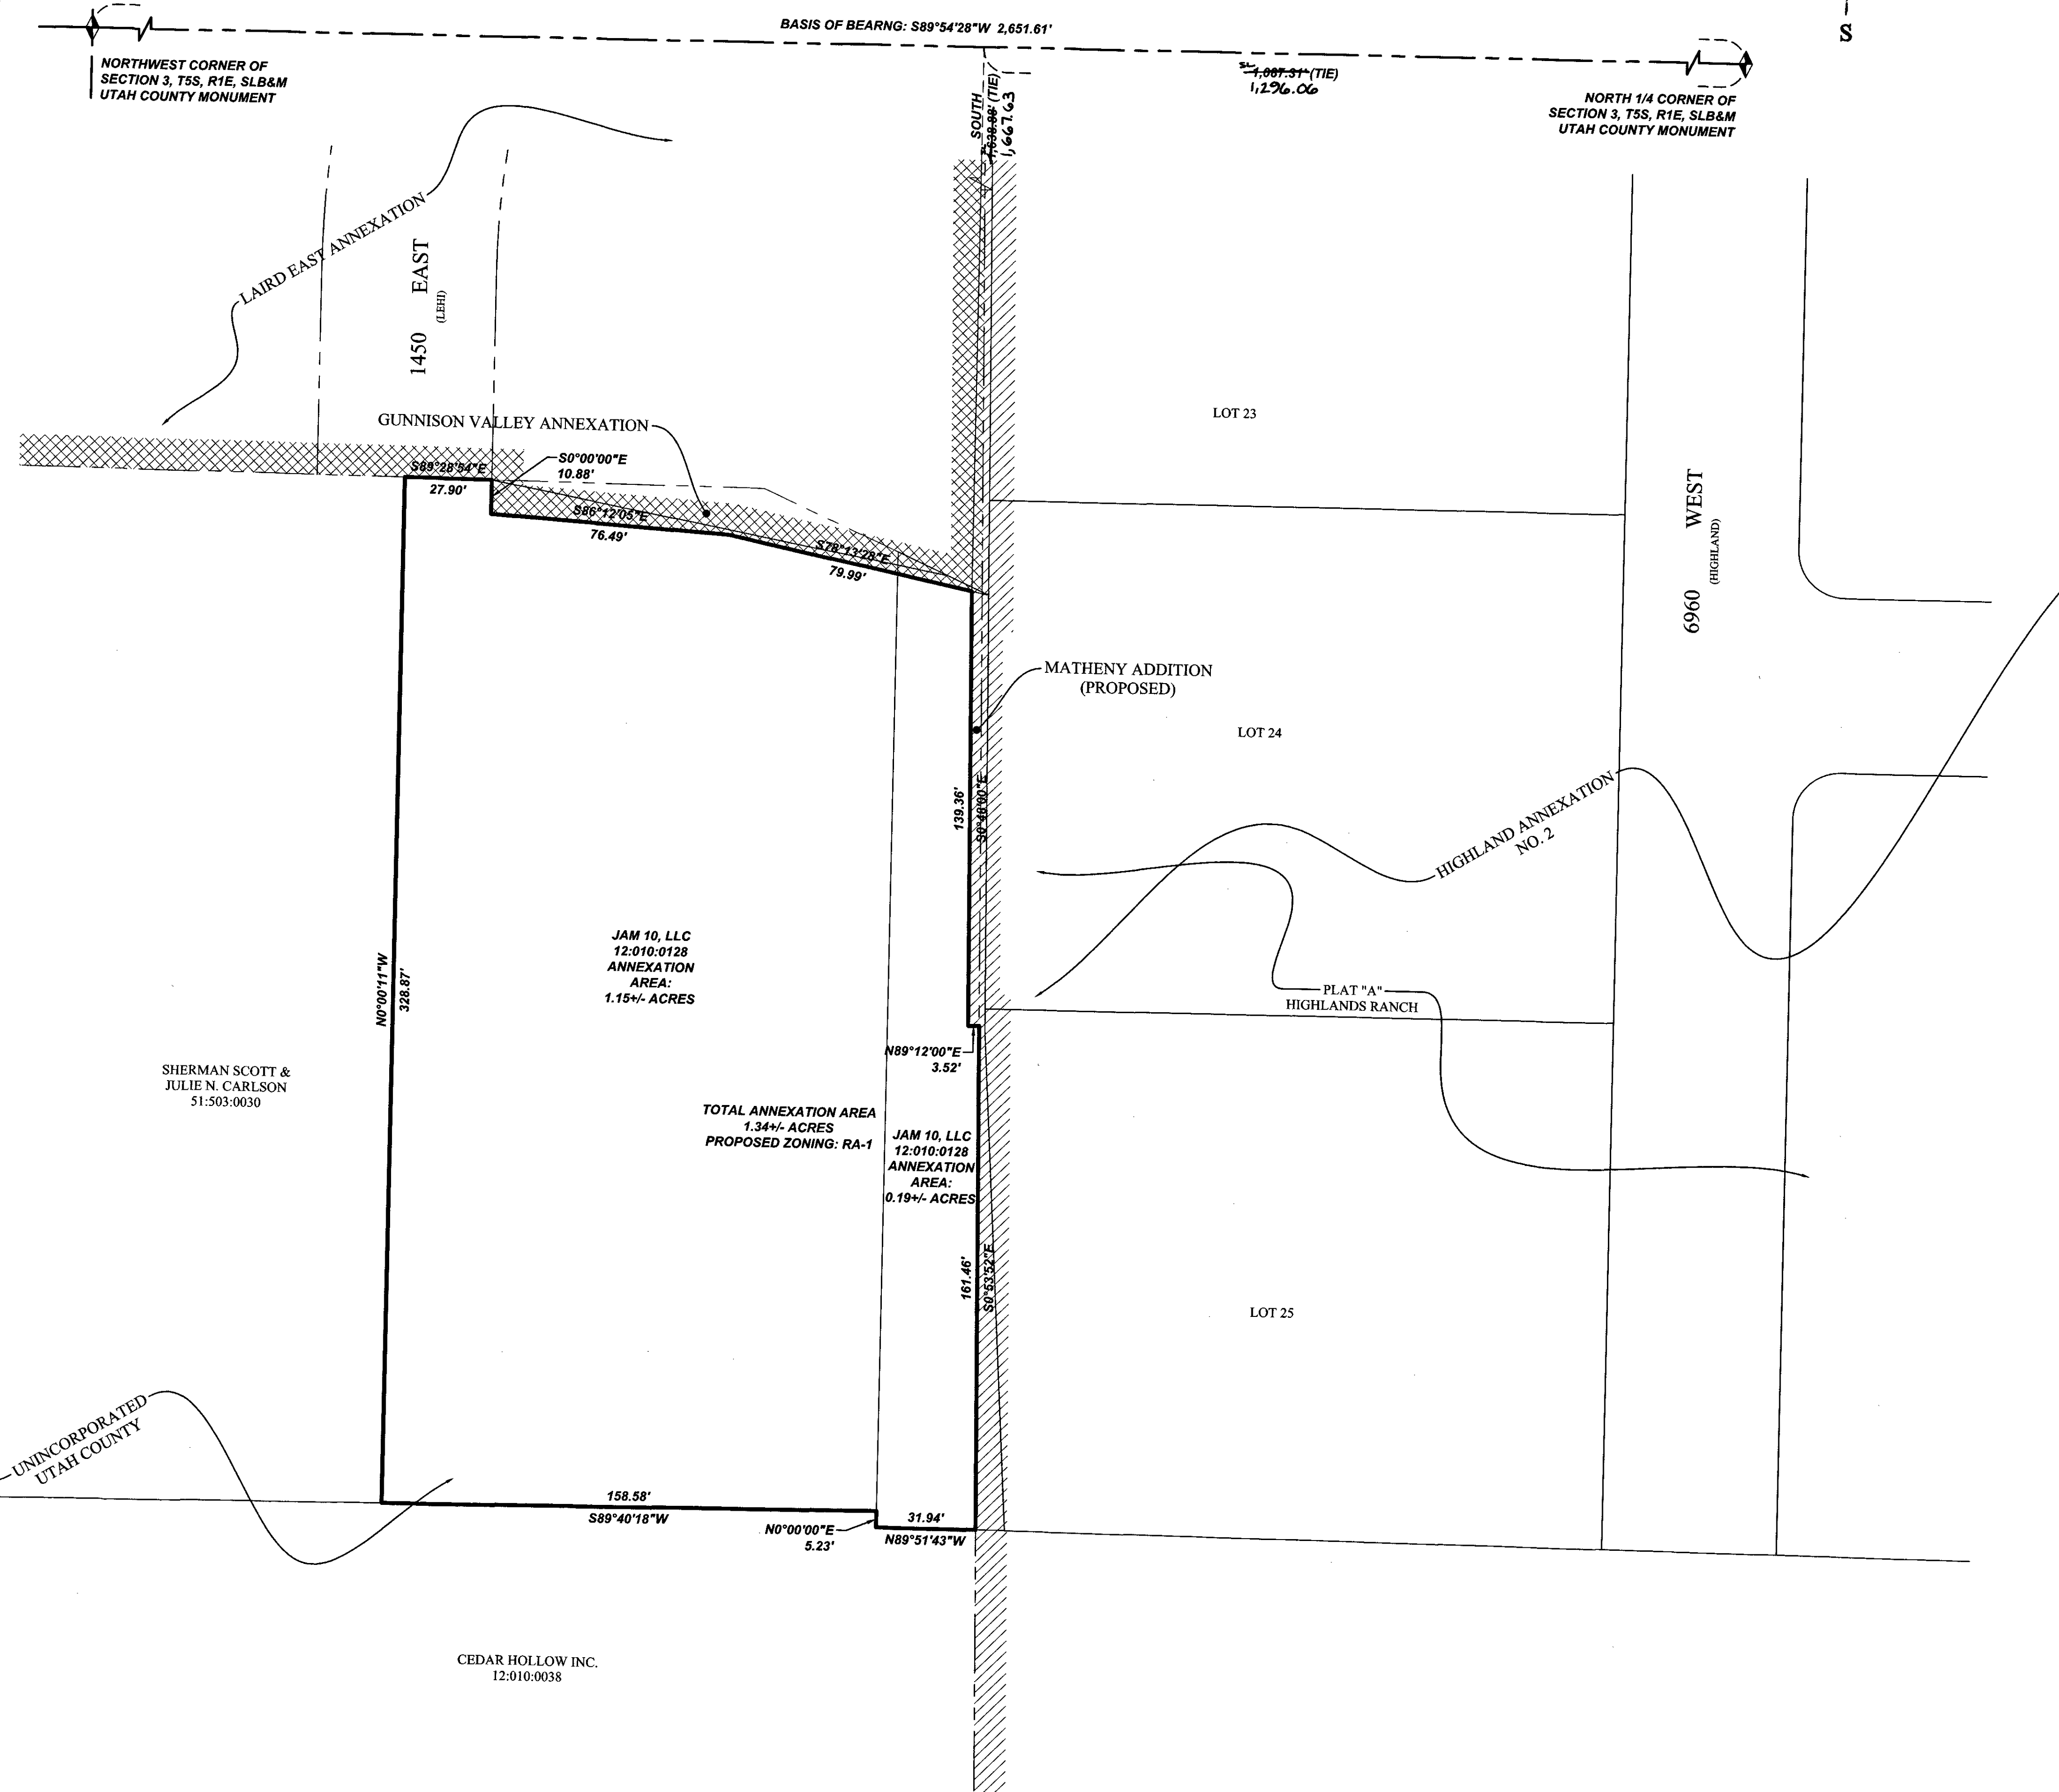 BASIS OF BEARNG: S89°54'28"W 2,651.61'
S
NORTHWEST CORNER OF
SECTION 3, T5S, R1E, SLB&M
UTAH COUNTY MONUMENT
1,087.31' (TIE)
1,296.06
SOUTH
1,638.88' (TIE)
1,667.63
NORTH 1/4 CORNER OF
SECTION 3, T5S, R1E, SLB&M
UTAH COUNTY MONUMENT
LAIRD EAST ANNEXATION
1450 EAST
(LEHI)
GUNNISON VALLEY ANNEXATION
LOT 23
S89°28'54"E
27.90'
S0°00'00"E
10.88'
S86°12'05"E
76.49'
S78°13'28"E
79.99'
6960 WEST
(HIGHLAND)
MATHENY ADDITION
(PROPOSED)
LOT 24
139.36'
S0°48'00"E
HIGHLAND ANNEXATION
NO. 2
JAM 10, LLC
12:010:0128
ANNEXATION
AREA:
1.15+/- ACRES
N0°00'11"W
328.87'
PLAT "A"
HIGHLANDS RANCH
N89°12'00"E
3.52'
SHERMAN SCOTT &
JULIE N. CARLSON
51:503:0030
TOTAL ANNEXATION AREA
1.34+/- ACRES
PROPOSED ZONING: RA-1
JAM 10, LLC
12:010:0128
ANNEXATION
AREA:
0.19+/- ACRES
161.46'
S0°53'52"E
LOT 25
UNINCORPORATED
UTAH COUNTY
158.58'
S89°40'18"W
N0°00'00"E
5.23'
31.94'
N89°51'43"W
CEDAR HOLLOW INC.
12:010:0038